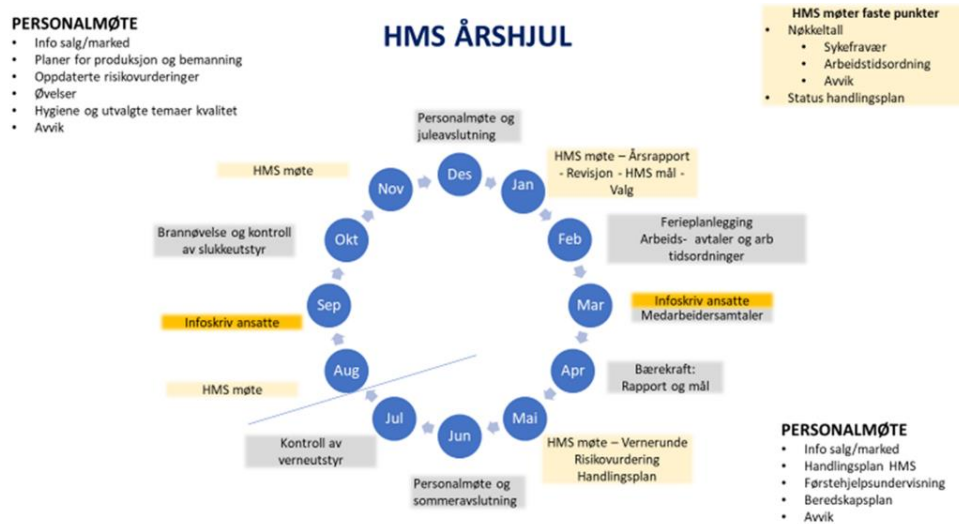 PERSONALMØTE
• Info salg/marked
• Planer for produksjon og bemanning
• Oppdaterte risikovurderinger
• Øvelser
• Hygiene og utvalgte temaer kvalitet
• Avvik
HMS ÅRSHJUL
HMS møter faste punkter
• Nøkkeltall
• Sykefravær
• Arbeidstidsordning
• Avvik
• Status handlingsplan
Personalmøte og
juleavslutning
Des
HMS møte – Årsrapport
- Revisjon - HMS mål -
Valg
Jan
Ferieplanlegging
Arbeids- avtaler og arb
tidsordninger
Feb
Infoskriv ansatte
Medarbeidersamtaler
Mar
Bærekraft:
Rapport og mål
Apr
HMS møte – Vernerunde
Risikovurdering
Handlingsplan
Mai
Personalmøte og
sommeravslutning
Jun
Kontroll av
verneutstyr
Jul
HMS møte
Aug
Infoskriv ansatte
Sep
Brannøvelse og kontroll
av slukkeutstyr
Okt
HMS møte
Nov
PERSONALMØTE
• Info salg/marked
• Handlingsplan HMS
• Førstehjelpsundervisning
• Beredskapsplan
• Avvik